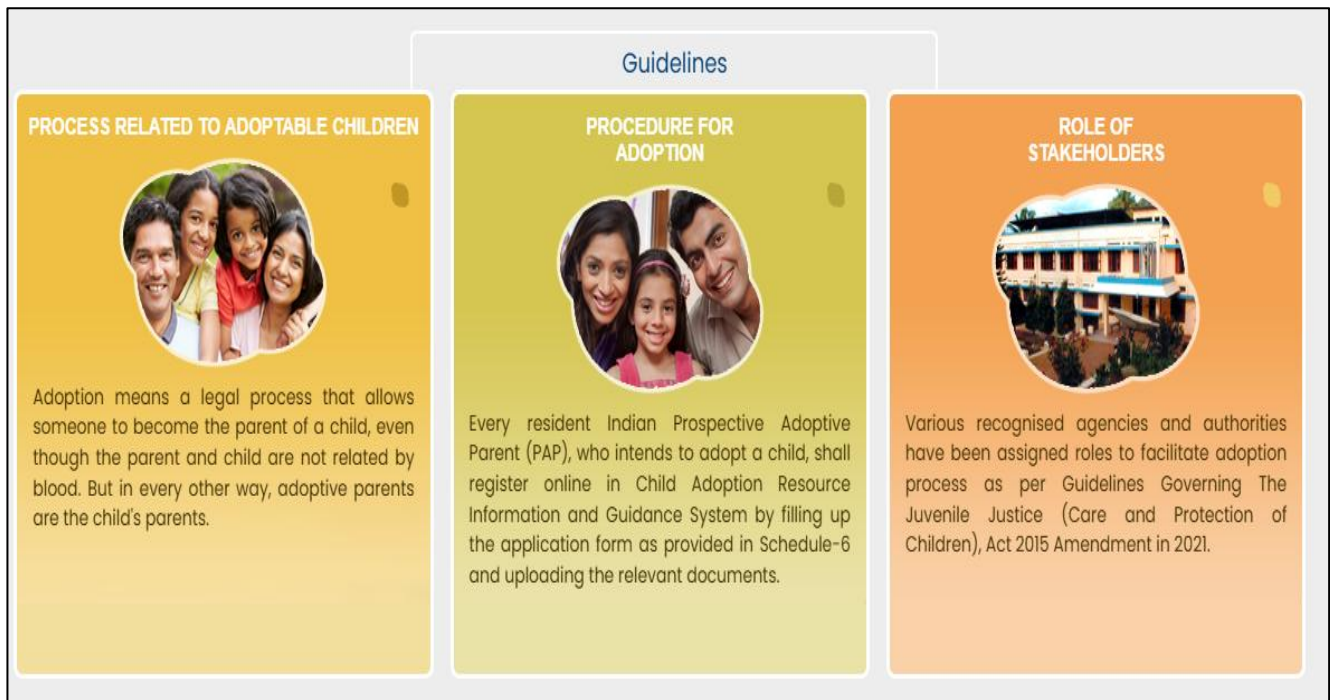 Guidelines
PROCESS RELATED TO ADOPTABLE CHILDREN
Adoption means a legal process that allows
someone to become the parent of a child, even
though the parent and child are not related by
blood. But in every other way, adoptive parents
are the child's parents.
PROCEDURE FOR
ADOPTION
Every resident Indian Prospective Adoptive
Parent (PAP), who intends to adopt a child, shall
register online in Child Adoption Resource
Information and Guidance System by filling up
the application form as provided in Schedule-6
and uploading the relevant documents.
ROLE OF
STAKEHOLDERS
Various recognised agencies and authorities
have been assigned roles to facilitate adoption
process as per Guidelines Governing The
Juvenile Justice (Care and Protection of
Children), Act 2015 Amendment in 2021.